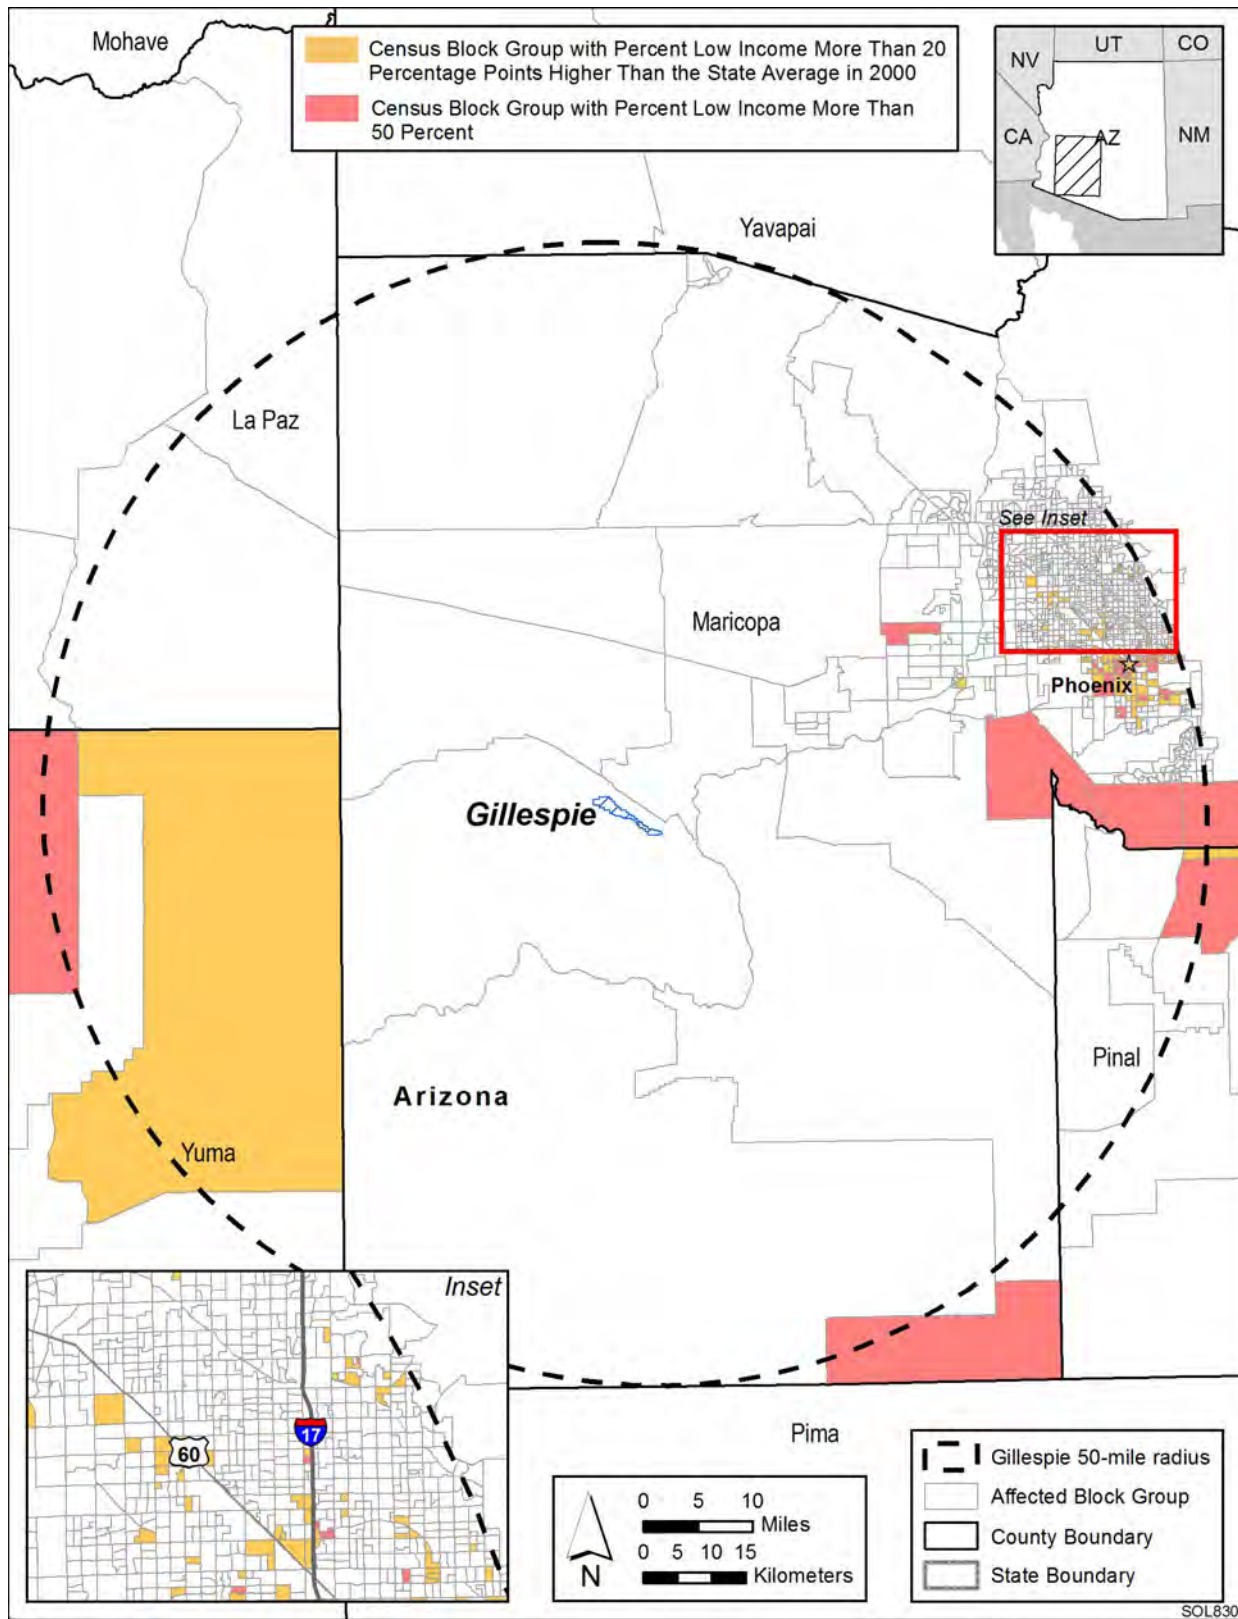 Mohave
Census Block Group with Percent Low Income More Than 20
Percentage Points Higher Than the State Average in 2000
Census Block Group with Percent Low Income More Than
50 Percent
NV
UT
CO
CA
AZ
NM
Yavapai
La Paz
See Inset
Maricopa
Phoenix
Gillespie
Pinal
Arizona
Yuma
Inset
60
17
Pima
0 5 10
Miles
0 5 10 15
Kilometers
N
Gillespie 50-mile radius
Affected Block Group
County Boundary
State Boundary
SOL830